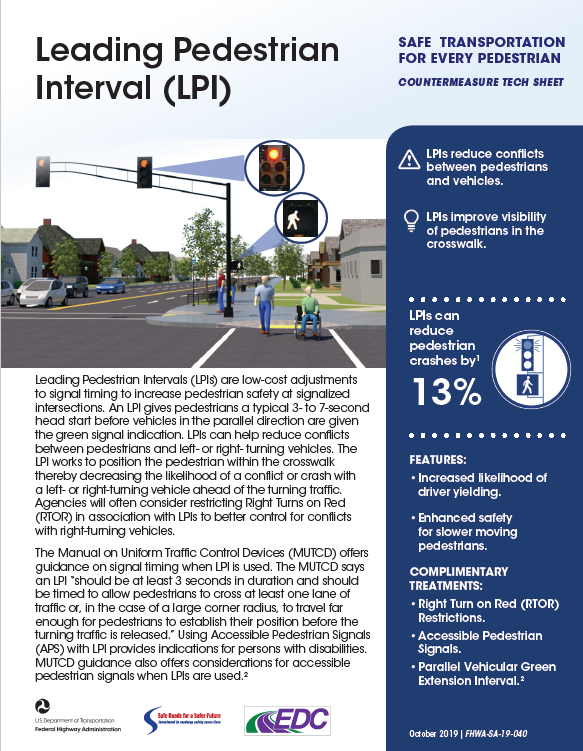 Leading Pedestrian
Interval (LPI)
SAFE TRANSPORTATION
FOR EVERY PEDESTRIAN
COUNTERMEASURE TECH SHEET
LPIs reduce conflicts
between pedestrians
and vehicles.
LPIs improve visibility
of pedestrians in the
crosswalk.
LPIs can
reduce
pedestrian
crashes by¹
13%
Leading Pedestrian Intervals (LPIs) are low-cost adjustments
to signal timing to increase pedestrian safety at signalized
intersections. An LPI gives pedestrians a typical 3- to 7-second
head start before vehicles in the parallel direction are given
the green signal indication. LPIs can help reduce conflicts
between pedestrians and left- or right- turning vehicles. The
LPI works to position the pedestrian within the crosswalk
thereby decreasing the likelihood of a conflict or crash with
a left- or right-turning vehicle ahead of the turning traffic.
Agencies will often consider restricting Right Turns on Red
(RTOR) in association with LPIs to better control for conflicts
with right-turning vehicles.
The Manual on Uniform Traffic Control Devices (MUTCD) offers
guidance on signal timing when LPI is used. The MUTCD says
an LPI "should be at least 3 seconds in duration and should
be timed to allow pedestrians to cross at least one lane of
traffic or, in the case of a large corner radius, to travel far
enough for pedestrians to establish their position before the
turning traffic is released." Using Accessible Pedestrian Signals
(APS) with LPI provides indications for persons with disabilities.
MUTCD guidance also offers considerations for accessible
pedestrian signals when LPIs are used.²
FEATURES:
• Increased likelihood of
driver yielding.
• Enhanced safety
for slower moving
pedestrians.
COMPLIMENTARY
TREATMENTS:
• Right Turn on Red (RTOR)
Restrictions.
• Accessible Pedestrian
Signals.
• Parallel Vehicular Green
Extension Interval.²
U.S. Department of Transportation
Federal Highway Administration
Safe Roads for a Safer Future
Investment in roadway safety saves lives
EDC
October 2019 | FHWA-SA-19-040